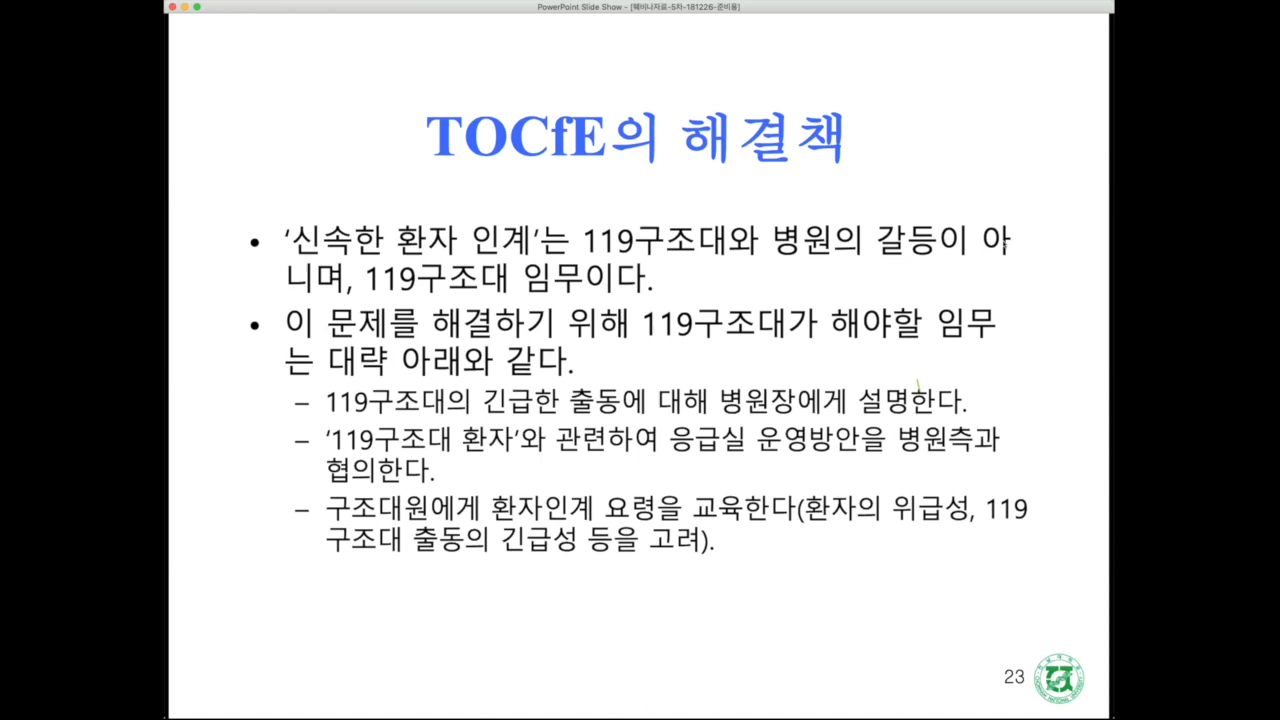 PowerPoint Slide Show - [웨비나자료-5차-181226-준비용]
TOCfE의 해결책
• ‘신속한 환자 인계’는 119구조대와 병원의 갈등이 아
니며, 119구조대 임무이다.
• 이 문제를 해결하기 위해 119구조대가 해야할 임무
는 대략 아래와 같다.
– 119구조대의 긴급한 출동에 대해 병원장에게 설명한다.
– ‘119구조대 환자’와 관련하여 응급실 운영방안을 병원측과
협의한다.
– 구조대원에게 환자인계 요령을 교육한다(환자의 위급성, 119
구조대 출동의 긴급성 등을 고려).
23